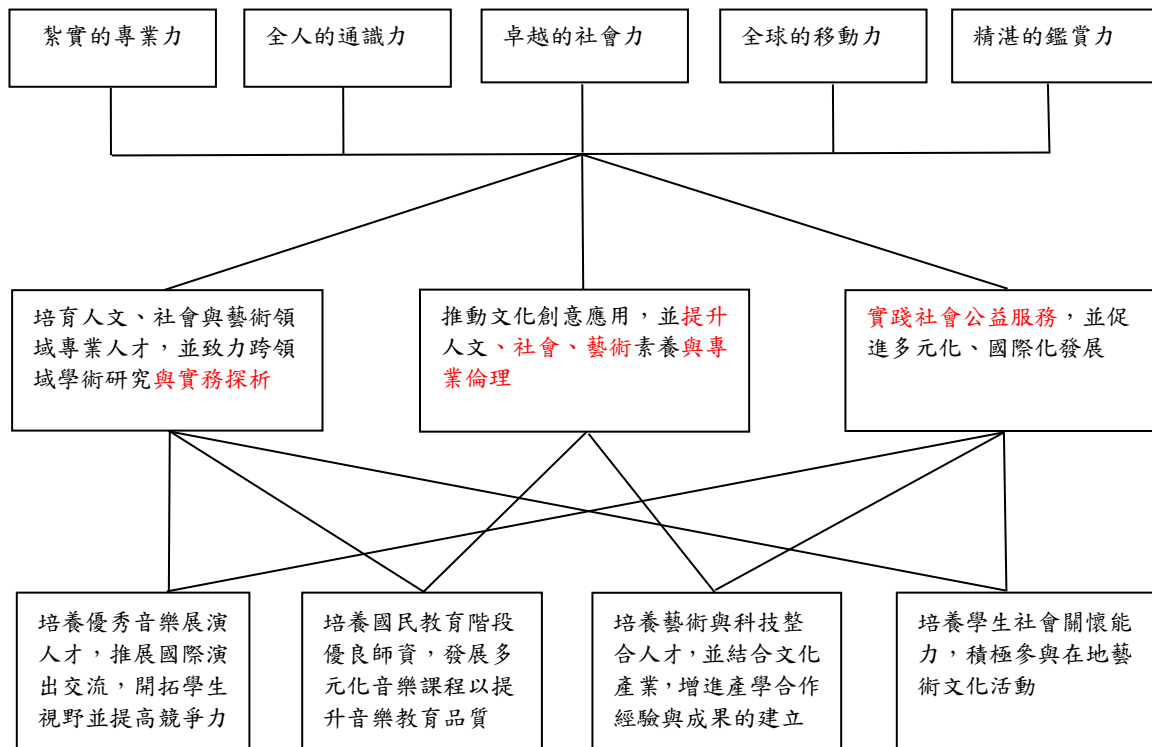 紮實的專業力
全人的通識力
卓越的社會力
全球的移動力
精湛的鑑賞力
培育人文、社會與藝術領
域專業人才，並致力跨領
域學術研究與實務探析
推動文化創意應用，並提升
人文、社會、藝術素養與專
業倫理
實踐社會公益服務，並促
進多元化、國際化發展
培養優秀音樂展演
人才，推展國際演
出交流，開拓學生
視野並提高競爭力
培養國民教育階段
優良師資，發展多
元化音樂課程以提
升音樂教育品質
培養藝術與科技整
合人才，並結合文化
產業，增進產學合作
經驗與成果的建立
培養學生社會關懷能
力，積極參與在地藝
術文化活動